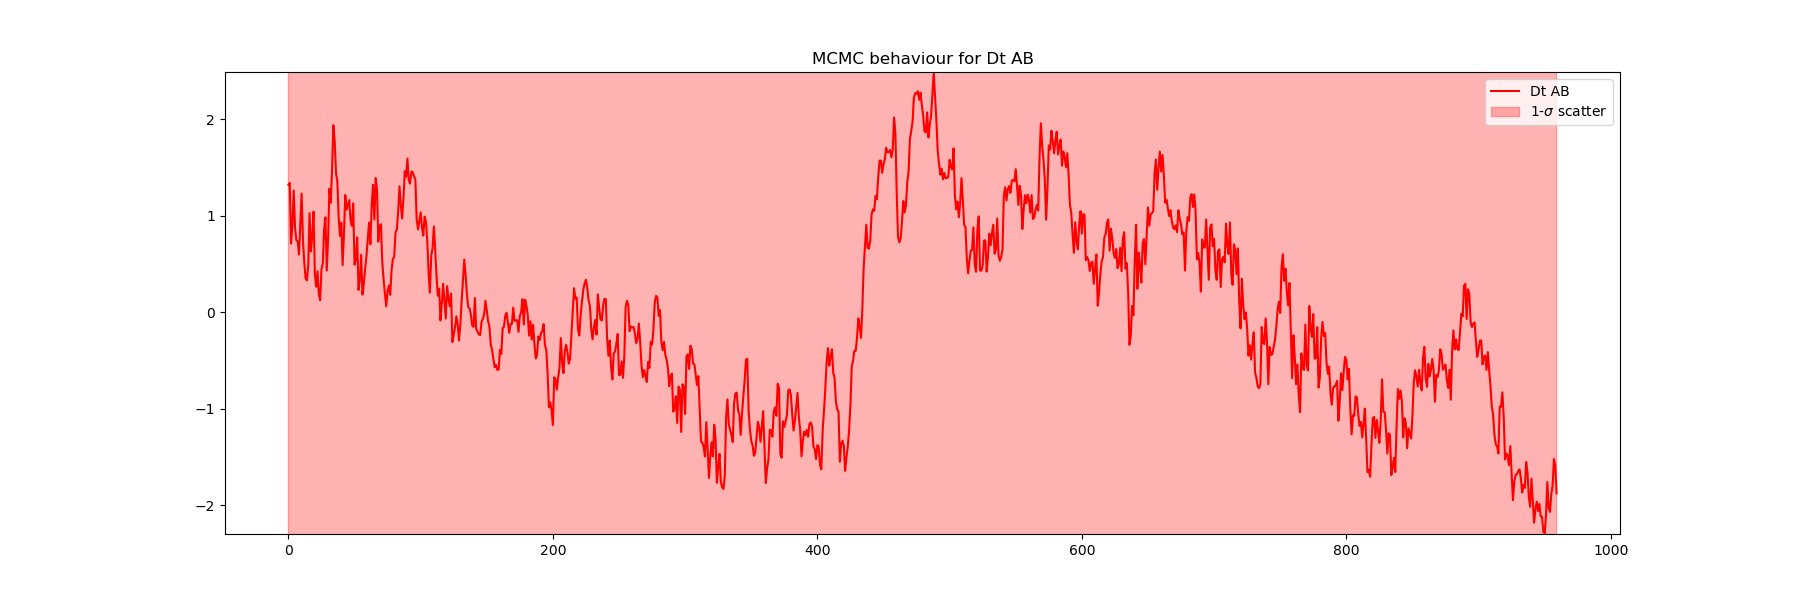 MCMC behaviour for Dt AB
Dt AB
1-σ scatter
2
1
0
−1
−2
0 200 400 600 800 1000